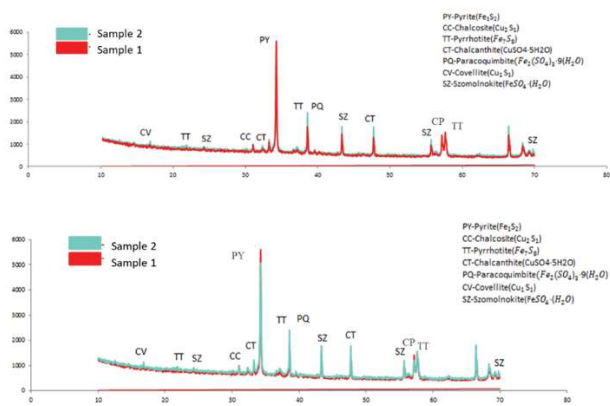 Sample 2
Sample 1
PY-Pyrite(Fe₁S₂)
CC-Chalcosite(Cu₂S₁)
TT-Pyrrhotite(Fe₇S₈)
CT-Chalcanthite(CuSO4·5H2O)
PQ-Paracoquimbite(Fe₂(SO₄)₃·9(H₂O)
CV-Covellite(Cu₁S₁)
SZ-Szomolnokite(FeSO₄·(H₂O)
PY
CV
TT
SZ
CC
CT
TT
PQ
SZ
CT
SZ
CP
TT
SZ
6000
5000
4000
3000
2000
1000
0
0 10 20 30 40 50 60 70 80
Sample 2
Sample 1
PY-Pyrite(Fe₁S₂)
CC-Chalcosite(Cu₂S₁)
TT-Pyrrhotite(Fe₇S₈)
CT-Chalcanthite(CuSO4·5H2O)
PQ-Paracoquimbite(Fe₂(SO₄)₃·9(H₂O)
CV-Covellite(Cu₁S₁)
SZ-Szomolnokite(FeSO₄·(H₂O)
PY
CV
TT
SZ
CC
CT
TT
PQ
SZ
CT
SZ
CP
TT
SZ
6000
5000
4000
3000
2000
1000
0
0 10 20 30 40 50 60 70 80